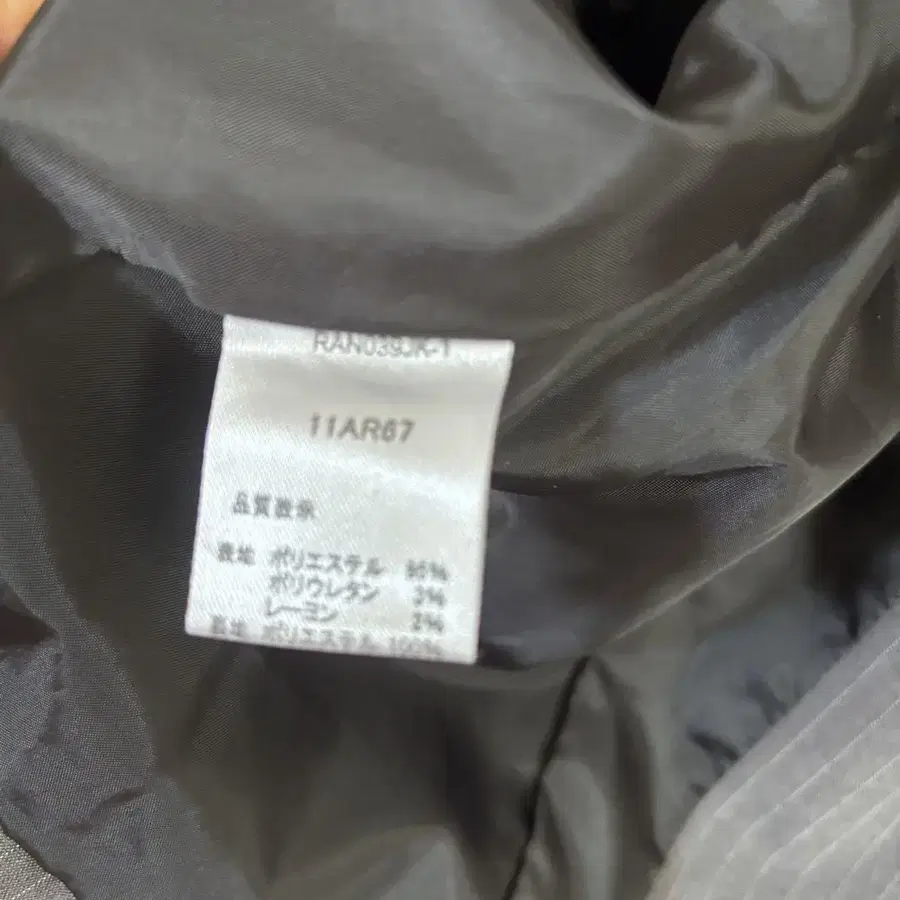 RAN039JK-1
11AR67
品質表示
表地 ポリエステル 95%
ポリウレタン 3%
レーヨン 2%
裏地 ポリエステル 100%